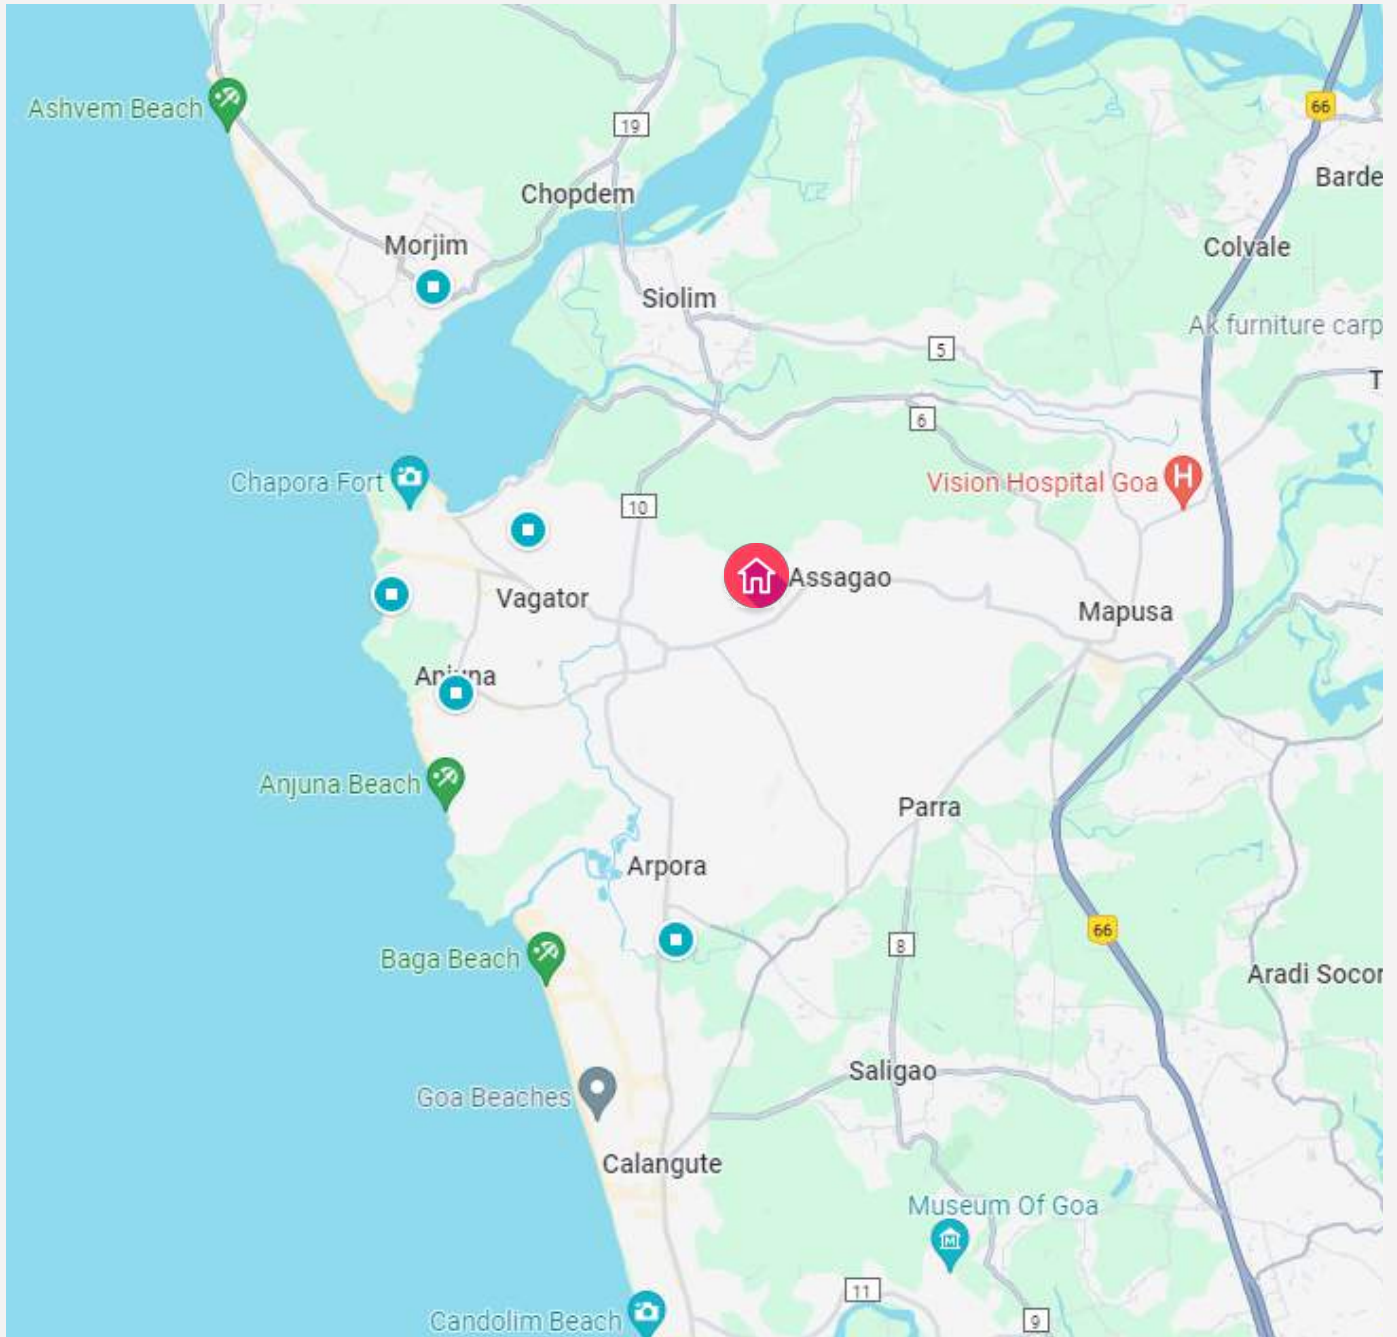 Ashvem Beach
66
19
Barde
Chopdem
Morjim
Colvale
Siolim
Ak furniture carp
5
T
6
Chapora Fort
Vision Hospital Goa
H
10
Assagao
Vagator
Mapusa
Anjuna
Anjuna Beach
Parra
Arpora
66
8
Baga Beach
Aradi Socor
Saligao
Goa Beaches
Calangute
Museum Of Goa
M
11
Candolim Beach
9